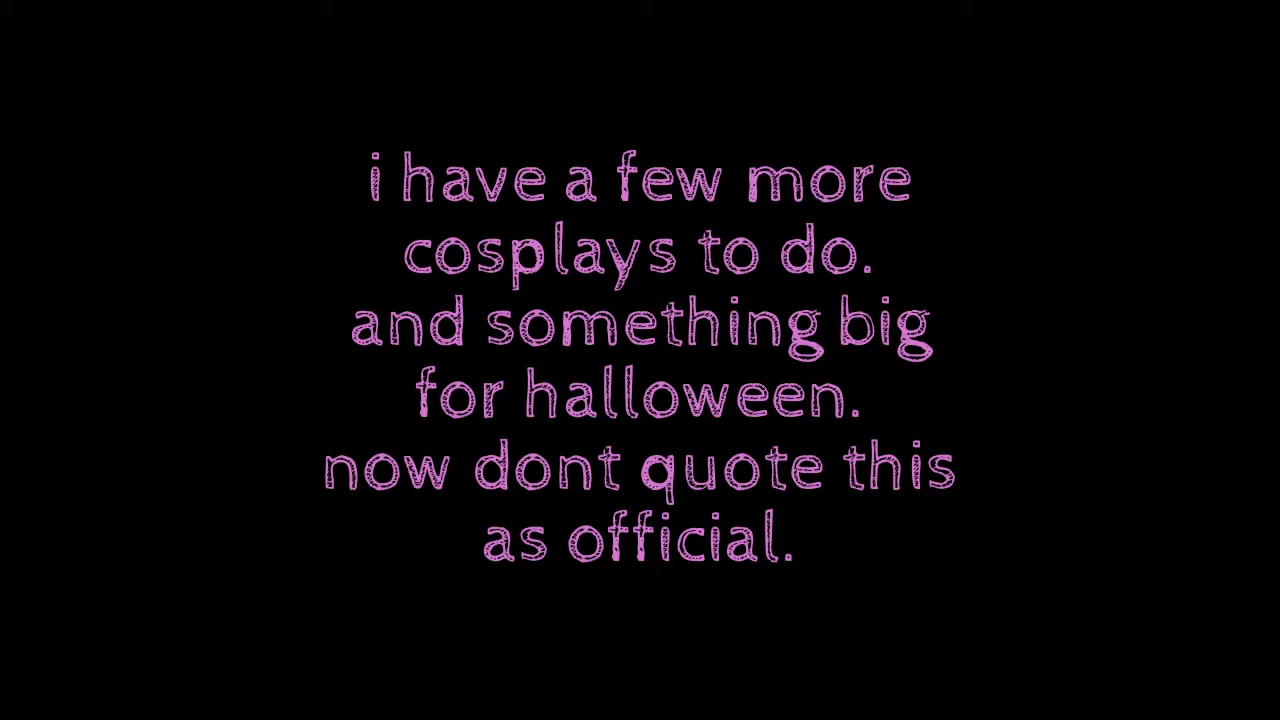 i have a few more
cosplays to do.
and something big
for halloween.
now dont quote this
as official.